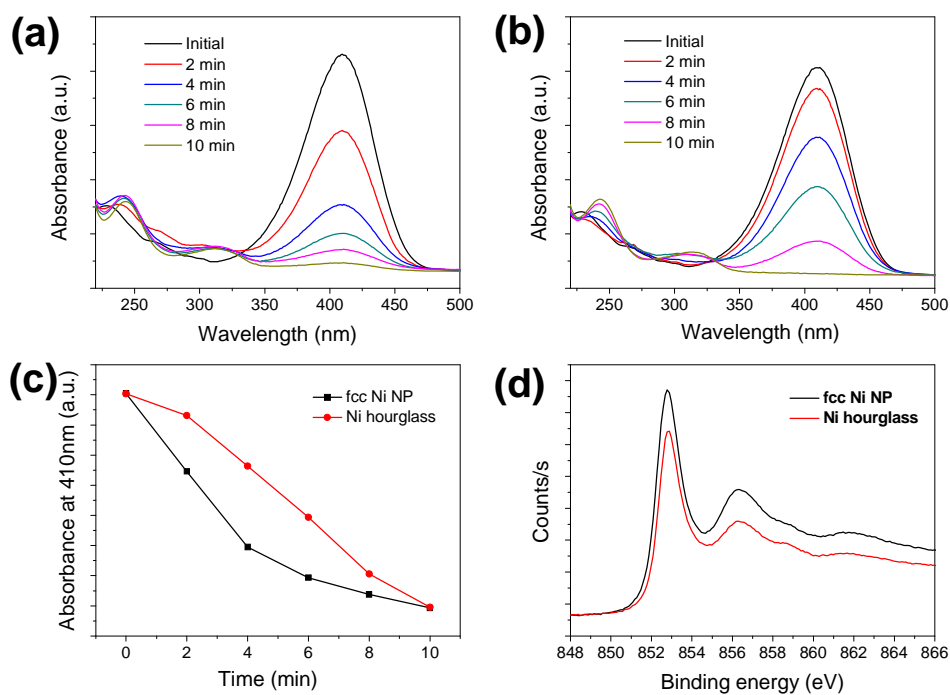 (a)
Initial
2 min
4 min
6 min
8 min
10 min
Absorbance (a.u.)
250 300 350 400 450 500
Wavelength (nm)
(b)
Initial
2 min
4 min
6 min
8 min
10 min
Absorbance (a.u.)
250 300 350 400 450 500
Wavelength (nm)
(c)
fcc Ni NP
Ni hourglass
Absorbance at 410nm (a.u.)
0 2 4 6 8 10
Time (min)
(d)
fcc Ni NP
Ni hourglass
Counts/s
848 850 852 854 856 858 860 862 864 866
Binding energy (eV)